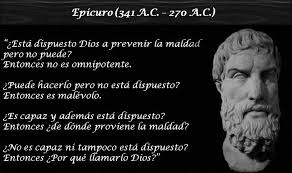 Epicuro (341 A.C. - 270 A.C.)
"¿Está dispuesto Dios a prevenir la maldad
pero no puede?
Entonces no es omnipotente.
¿Puede hacerlo pero no está dispuesto?
Entonces es malévolo.
¿Es capaz y además está dispuesto?
Entonces ¿de dónde proviene la maldad?
¿No es capaz ni tampoco está dispuesto?
Entonces ¿Por qué llamarlo Dios?"